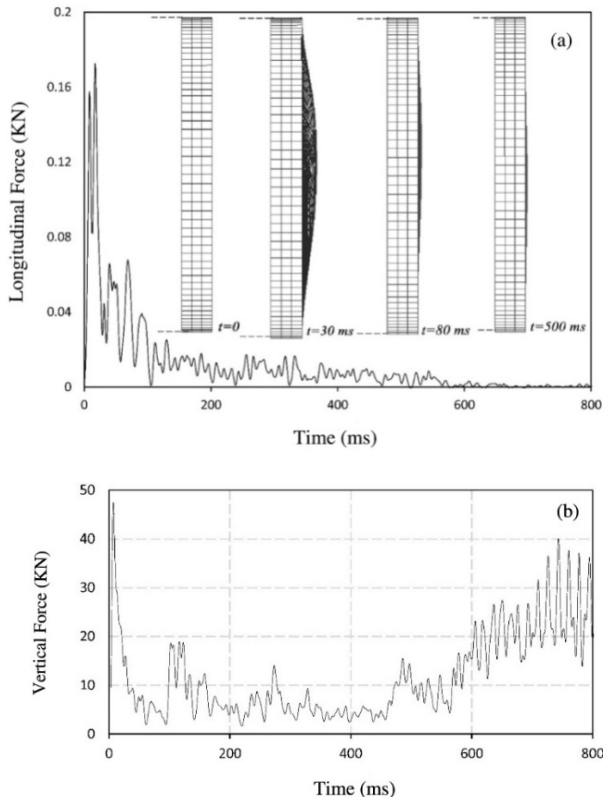 0.2
(a)
0.16
0.12
0.08
0.04
0
Longitudinal Force (KN)
t=0
t=30 ms
t=80 ms
t=500 ms
0
200
400
600
800
Time (ms)
50
(b)
40
30
20
10
0
Vertical Force (KN)
0
200
400
600
800
Time (ms)